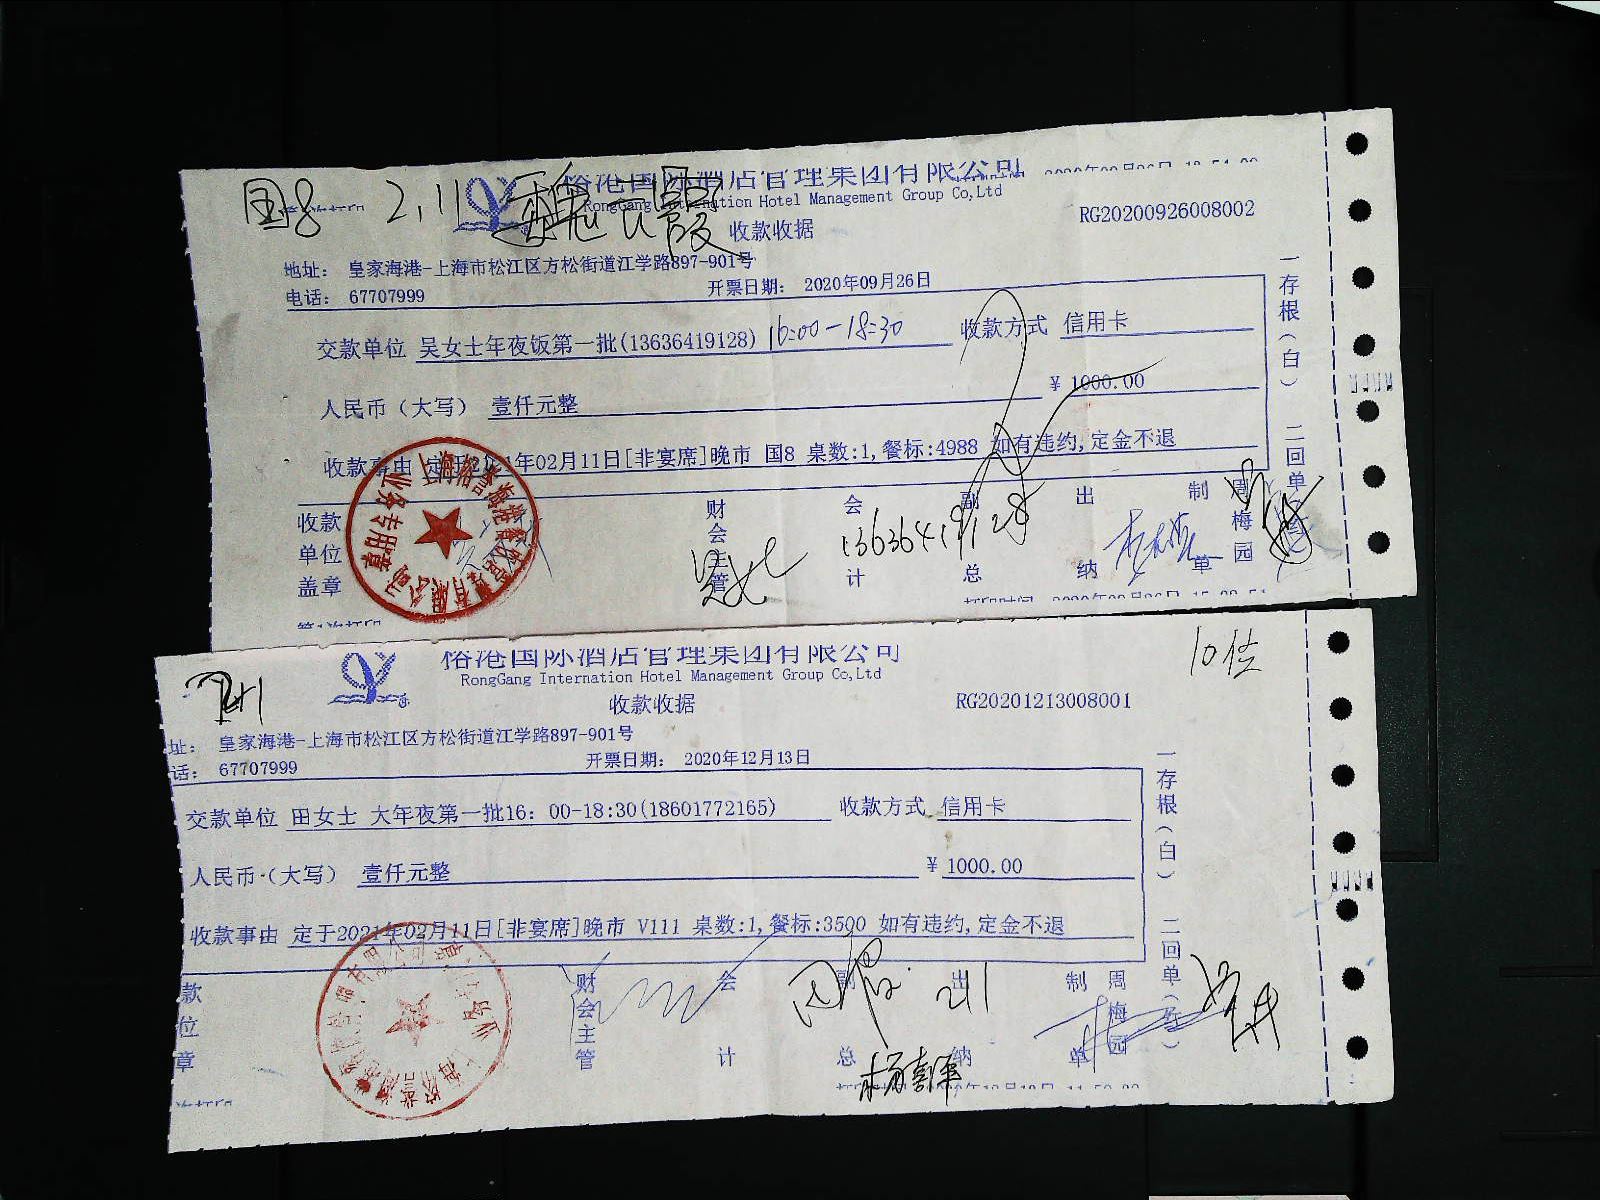 国8 2,11
榕港国际酒店管理集团有限公司
RongGang Internation Hotel Management Group Co,Ltd
收款收据
RG20200926008002
地址: 皇家海港-上海市松江区方松街道江学路897-901号
电话: 67707999
开票日期: 2020年09月26日
交款单位 吴女士年夜饭第一批(13636419128) 16:00-18:30 收款方式 信用卡
人民币(大写) 壹仟元整 ¥ 1000.00
收款事由 定于2021年02月11日[非宴席]晚市 国8 桌数:1,餐标:4988 如有违约,定金不退
收款单位盖章 财会主管 会计 副总 出纳 制单 周梅园
13636419128
业务专用章
一存根(白) 二回单(红)
榕港国际酒店管理集团有限公司
RongGang Internation Hotel Management Group Co,Ltd
10位
收款收据
RG20201213008001
址: 皇家海港-上海市松江区方松街道江学路897-901号
话: 67707999
开票日期: 2020年12月13日
交款单位 田女士 大年夜第一批16: 00-18:30(18601772165) 收款方式 信用卡
人民币(大写) 壹仟元整 ¥ 1000.00
收款事由 定于2021年02月11日[非宴席]晚市 V111 桌数:1,餐标:3500 如有违约,定金不退
款位章 财会主管 会计 副总 出纳 制单 周梅园
211
一存根(白) 二回单(红)